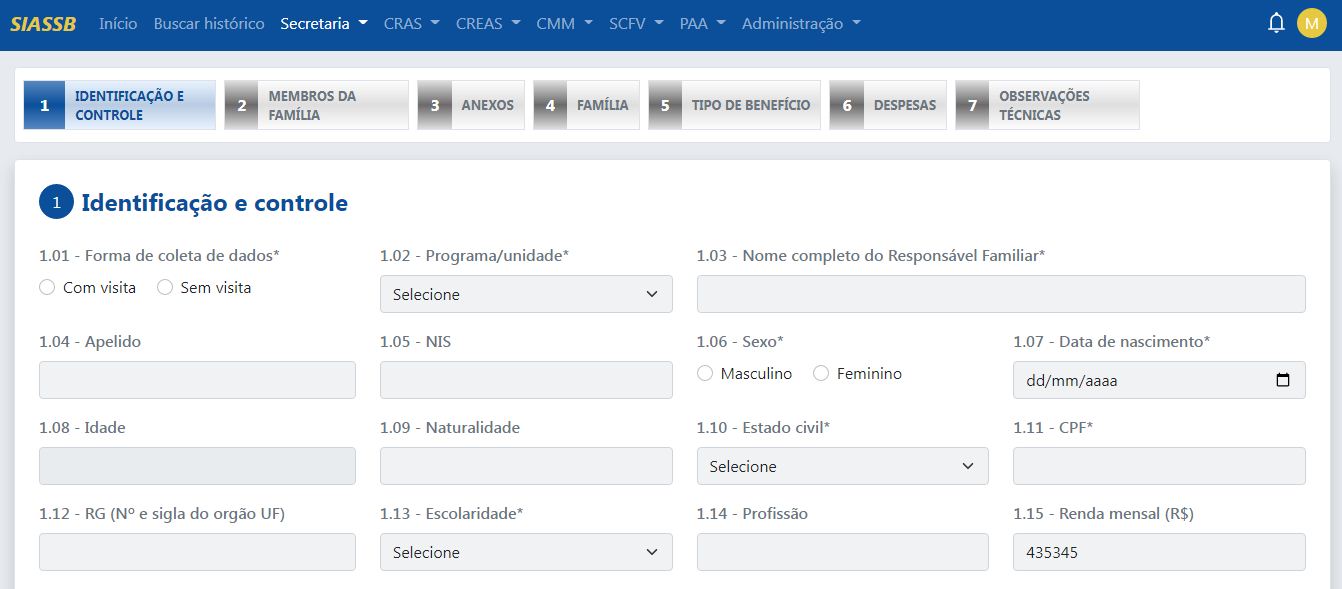 SIASSB Início Buscar histórico Secretaria CRAS CREAS CMM SCFV PAA Administração M
1 IDENTIFICAÇÃO E CONTROLE
2 MEMBROS DA FAMÍLIA
3 ANEXOS
4 FAMÍLIA
5 TIPO DE BENEFÍCIO
6 DESPESAS
7 OBSERVAÇÕES TÉCNICAS
1 Identificação e controle
1.01 - Forma de coleta de dados*
Com visita Sem visita
1.02 - Programa/unidade*
Selecione
1.03 - Nome completo do Responsável Familiar*
1.04 - Apelido
1.05 - NIS
1.06 - Sexo*
Masculino Feminino
1.07 - Data de nascimento*
dd/mm/aaaa
1.08 - Idade
1.09 - Naturalidade
1.10 - Estado civil*
Selecione
1.11 - CPF*
1.12 - RG (Nº e sigla do orgão UF)
1.13 - Escolaridade*
Selecione
1.14 - Profissão
1.15 - Renda mensal (R$)
435345